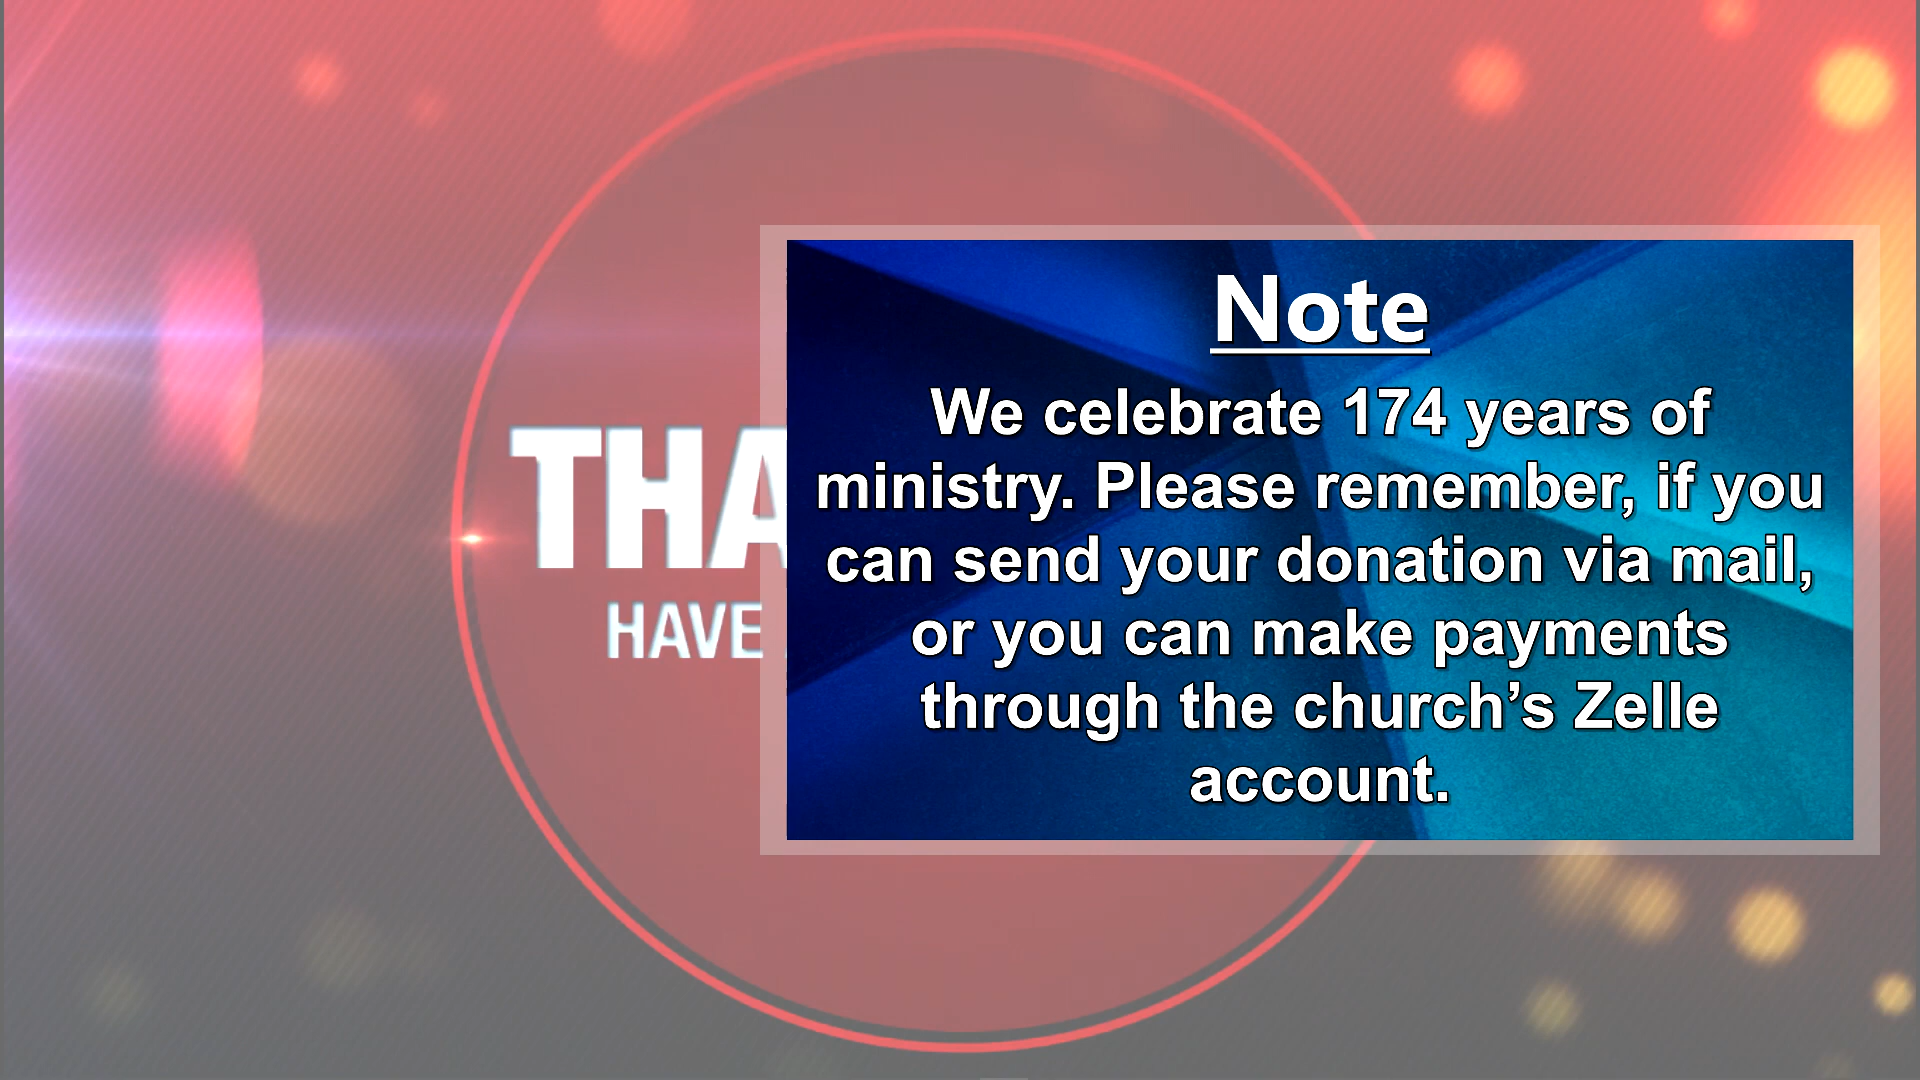 Note
We celebrate 174 years of
ministry. Please remember, if you
can send your donation via mail,
or you can make payments
through the church’s Zelle
account.
HAVE